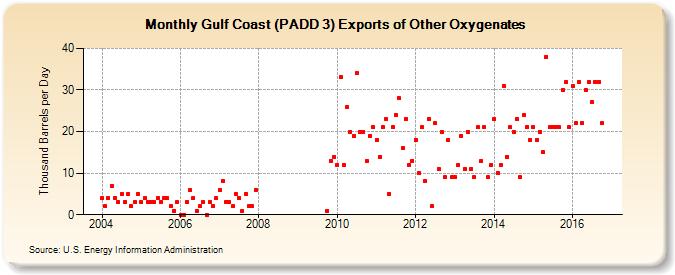 Monthly Gulf Coast (PADD 3) Exports of Other Oxygenates
Thousand Barrels per Day
40
30
20
10
0
2004 2006 2008 2010 2012 2014 2016
Source: U.S. Energy Information Administration